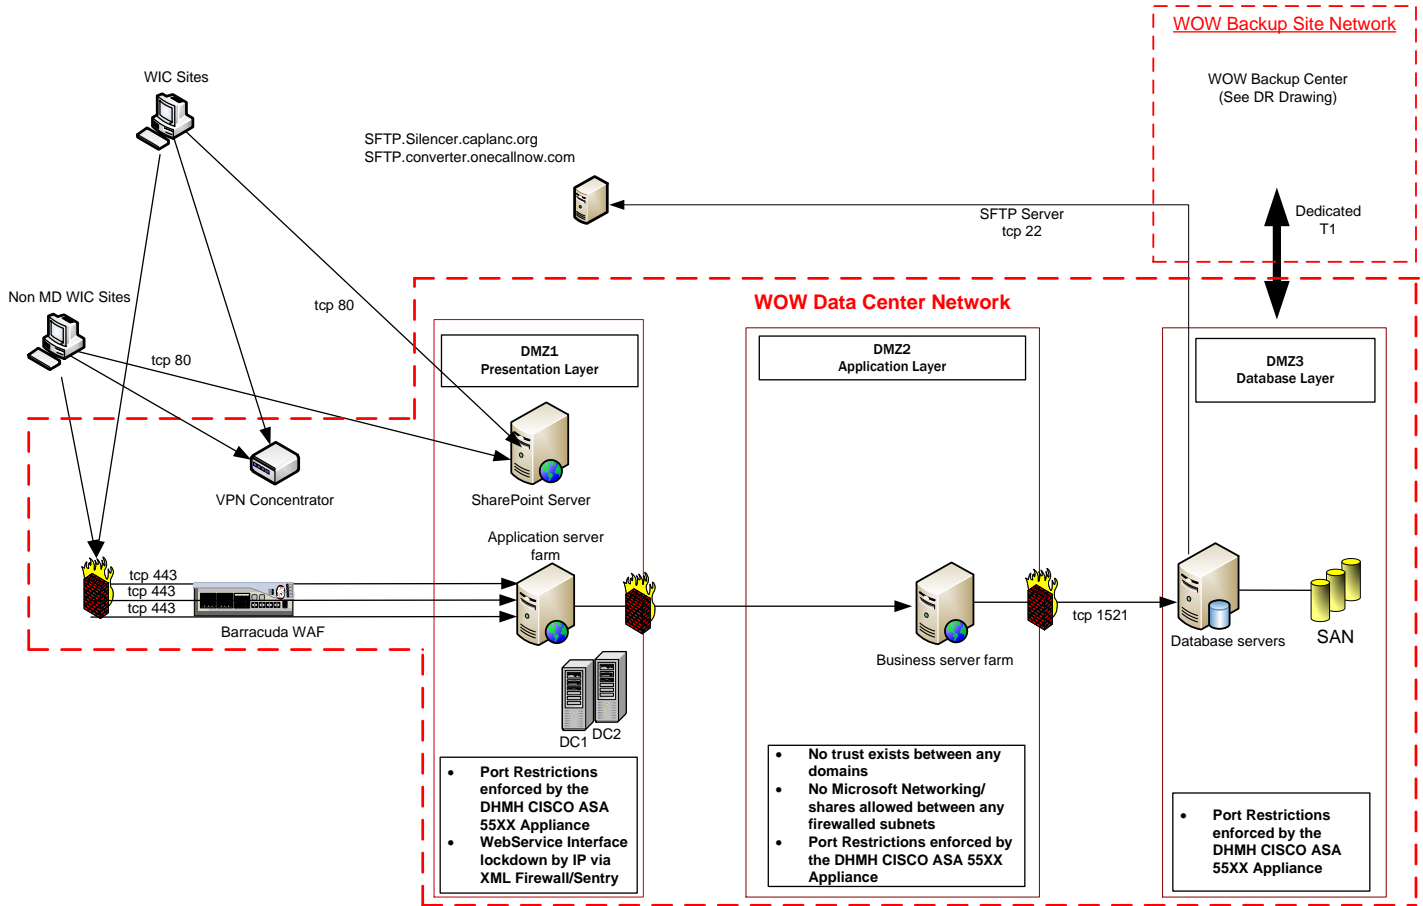 WOW Backup Site Network
WOW Backup Center
(See DR Drawing)
WIC Sites
SFTP.Silencer.caplanc.org
SFTP.converter.onecallnow.com
SFTP Server
tcp 22
Dedicated
T1
Non MD WIC Sites
tcp 80
tcp 80
WOW Data Center Network
DMZ1
Presentation Layer
DMZ2
Application Layer
DMZ3
Database Layer
VPN Concentrator
SharePoint Server
Application server
farm
tcp 443
tcp 443
tcp 443
Barracuda WAF
Business server farm
tcp 1521
Database servers
SAN
DC1
DC2
• Port Restrictions
enforced by the
DHMH CISCO ASA
55XX Appliance
• WebService Interface
lockdown by IP via
XML Firewall/Sentry
• No trust exists between any
domains
• No Microsoft Networking/
shares allowed between any
firewalled subnets
• Port Restrictions enforced by
the DHMH CISCO ASA 55XX
Appliance
• Port Restrictions
enforced by the
DHMH CISCO ASA
55XX Appliance